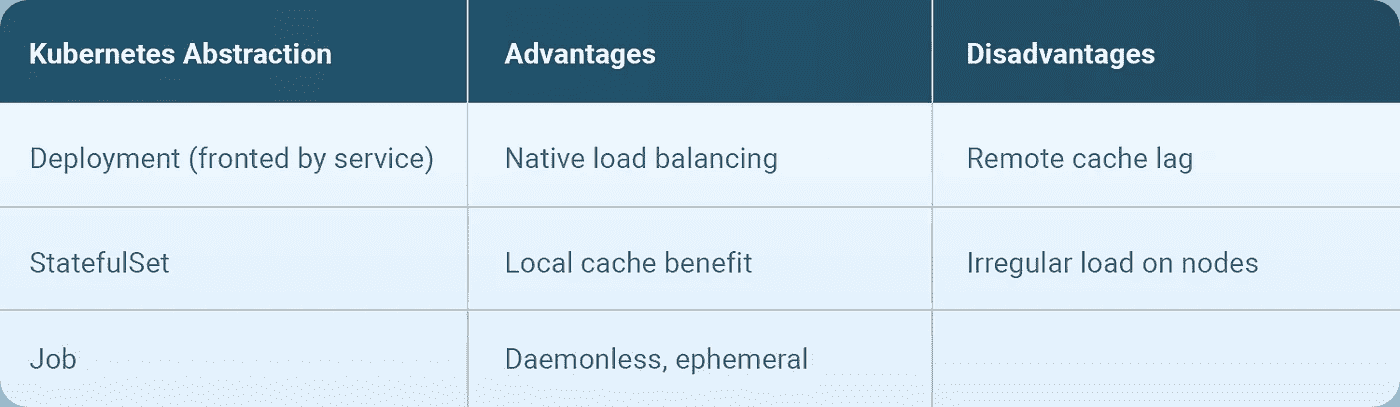 Kubernetes Abstraction Advantages Disadvantages
Deployment (fronted by service) Native load balancing Remote cache lag
StatefulSet Local cache benefit Irregular load on nodes
Job Daemonless, ephemeral